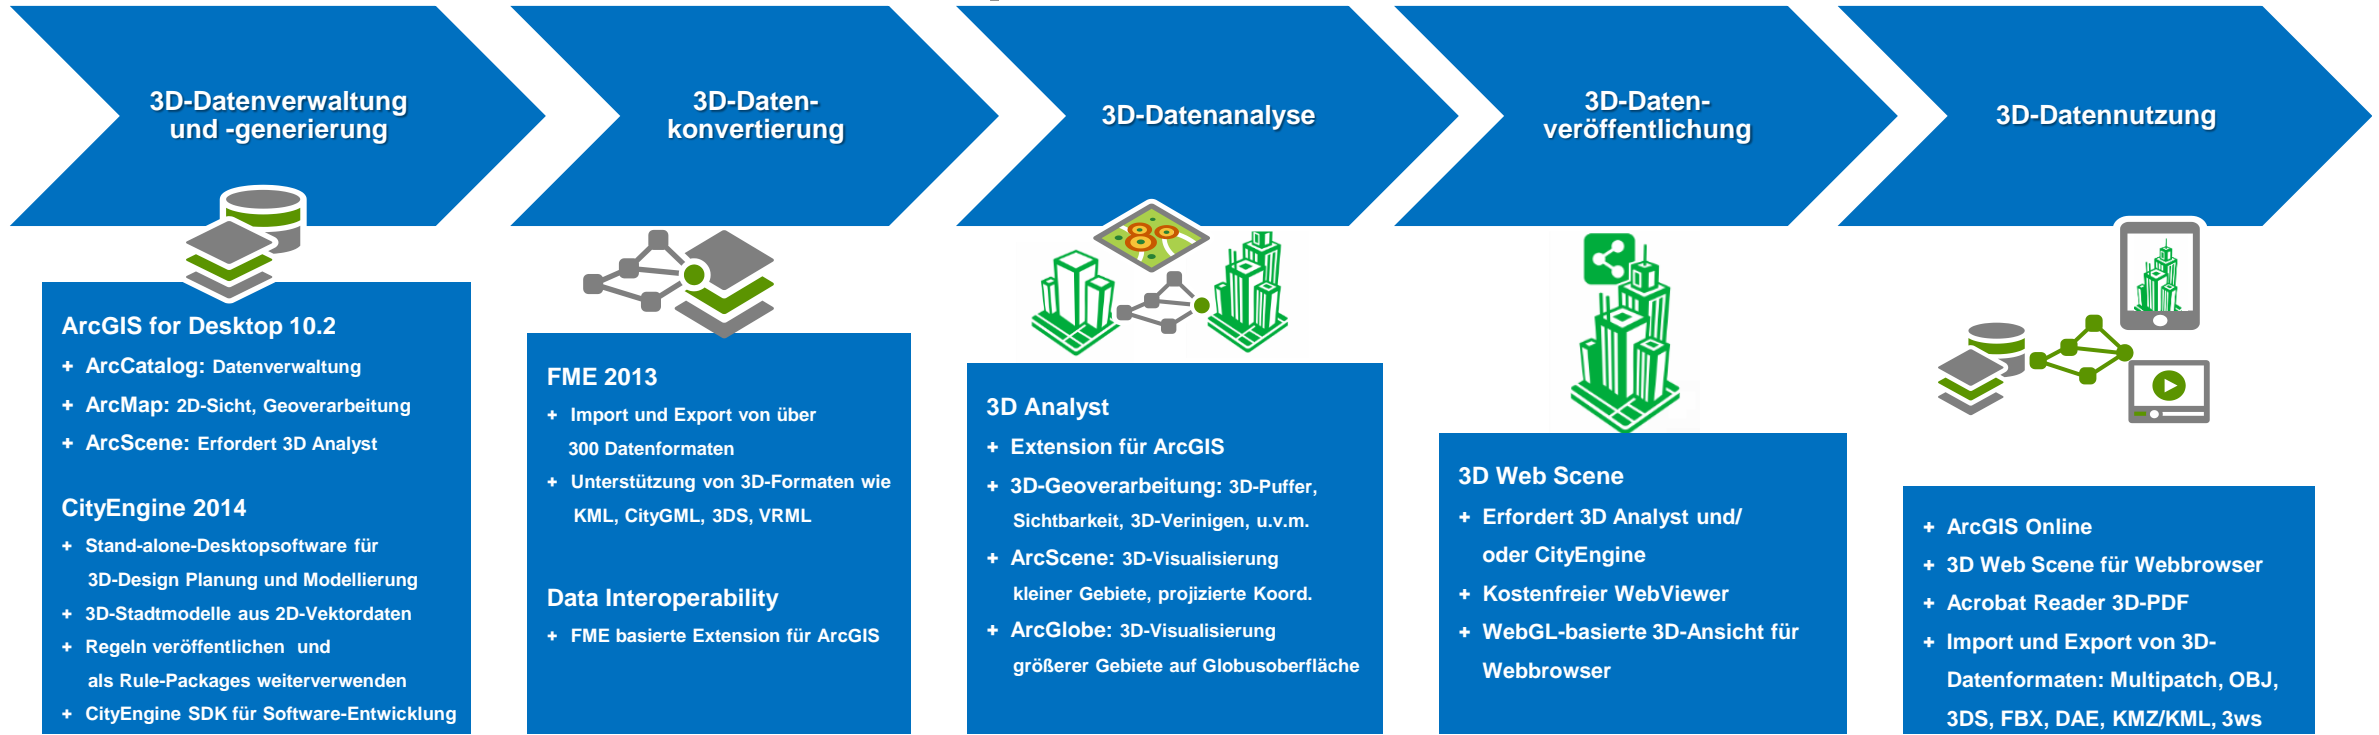 3D-Datenverwaltung
und -generierung
3D-Daten-
konvertierung
3D-Datenanalyse
3D-Daten-
veröffentlichung
3D-Datennutzung
ArcGIS for Desktop 10.2
+ ArcCatalog: Datenverwaltung
+ ArcMap: 2D-Sicht, Geoverarbeitung
+ ArcScene: Erfordert 3D Analyst
CityEngine 2014
+ Stand-alone-Desktopsoftware für
3D-Design Planung und Modellierung
+ 3D-Stadtmodelle aus 2D-Vektordaten
+ Regeln veröffentlichen und
als Rule-Packages weiterverwenden
+ CityEngine SDK für Software-Entwicklung
FME 2013
+ Import und Export von über
300 Datenformaten
+ Unterstützung von 3D-Formaten wie
KML, CityGML, 3DS, VRML
Data Interoperability
+ FME basierte Extension für ArcGIS
3D Analyst
+ Extension für ArcGIS
+ 3D-Geoverarbeitung: 3D-Puffer,
Sichtbarkeit, 3D-Verinigen, u.v.m.
+ ArcScene: 3D-Visualisierung
kleiner Gebiete, projizierte Koord.
+ ArcGlobe: 3D-Visualisierung
größerer Gebiete auf Globusoberfläche
3D Web Scene
+ Erfordert 3D Analyst und/
oder CityEngine
+ Kostenfreier WebViewer
+ WebGL-basierte 3D-Ansicht für
Webbrowser
+ ArcGIS Online
+ 3D Web Scene für Webbrowser
+ Acrobat Reader 3D-PDF
+ Import und Export von 3D-
Datenformaten: Multipatch, OBJ,
3DS, FBX, DAE, KMZ/KML, 3ws